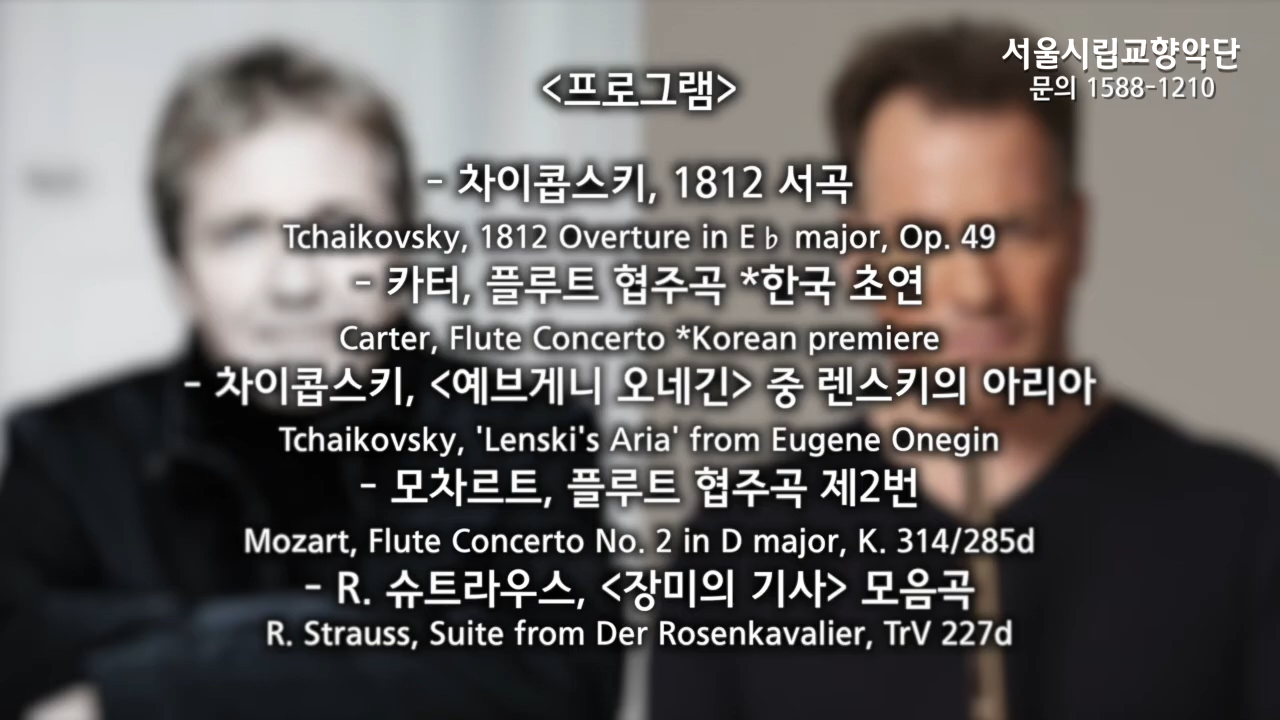 서울시립교향악단
문의 1588-1210
<프로그램>
- 차이콥스키, 1812 서곡
Tchaikovsky, 1812 Overture in E♭ major, Op. 49
- 카터, 플루트 협주곡 *한국 초연
Carter, Flute Concerto *Korean premiere
- 차이콥스키, <예브게니 오네긴> 중 렌스키의 아리아
Tchaikovsky, 'Lenski's Aria' from Eugene Onegin
- 모차르트, 플루트 협주곡 제2번
Mozart, Flute Concerto No. 2 in D major, K. 314/285d
- R. 슈트라우스, <장미의 기사> 모음곡
R. Strauss, Suite from Der Rosenkavalier, TrV 227d